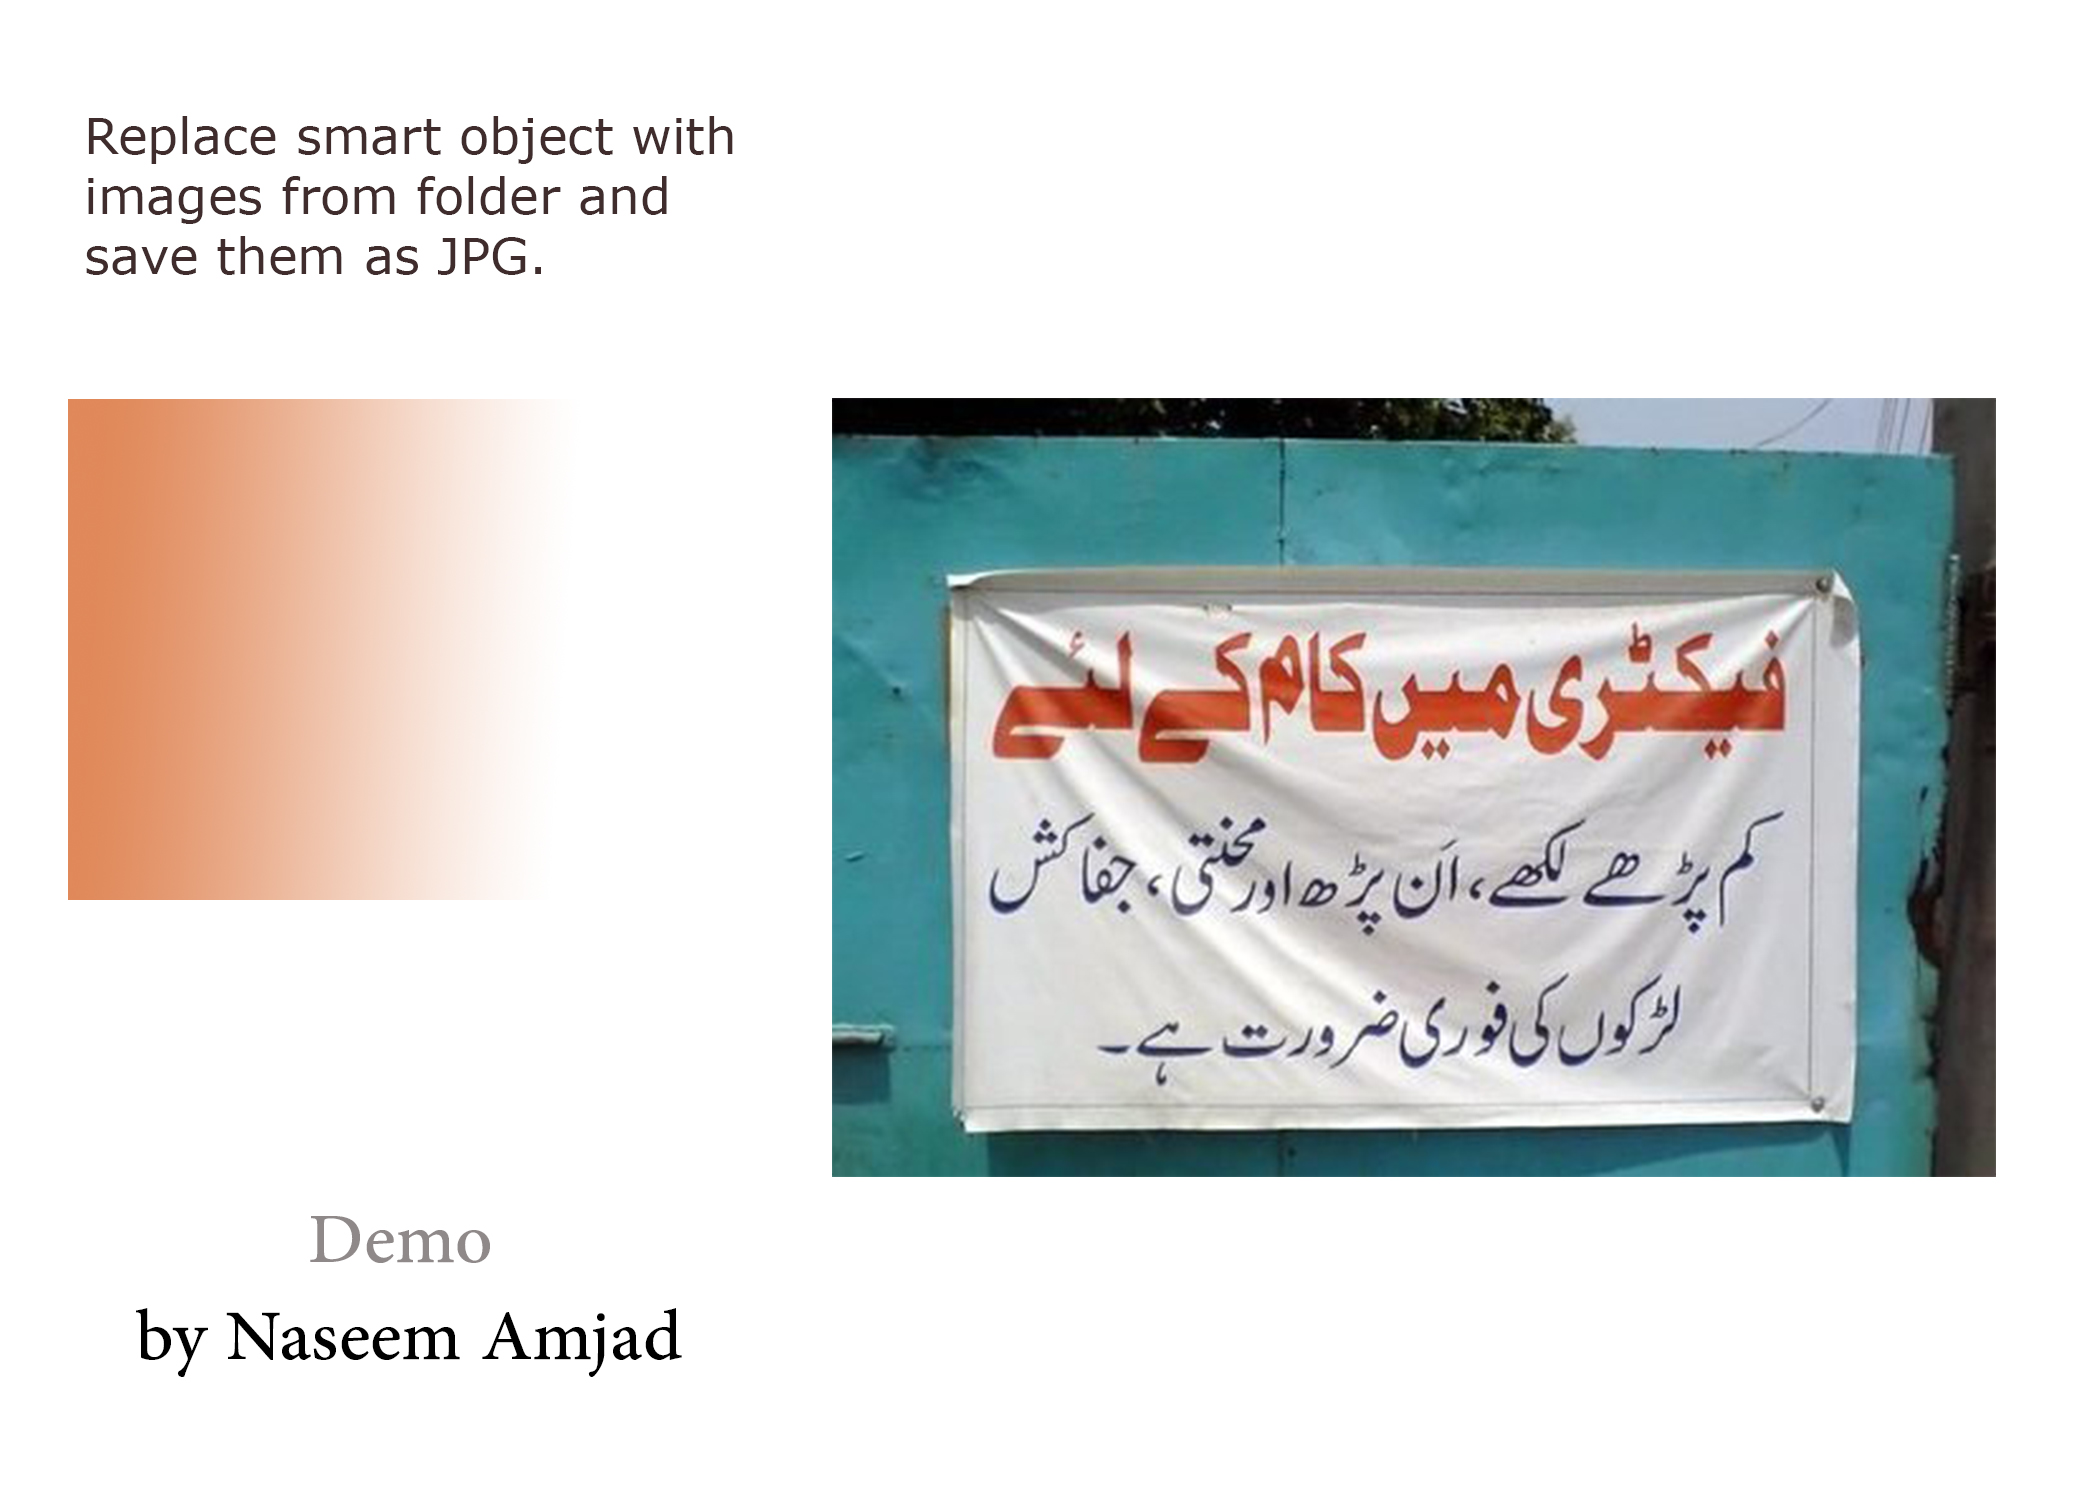 Replace smart object with
images from folder and
save them as JPG.
فیکٹری میں کام کے لئے
کم پڑھے لکھے، اَن پڑھ اور محنتی، جفاکش
لڑکوں کی فوری ضرورت ہے۔
Demo
by Naseem Amjad